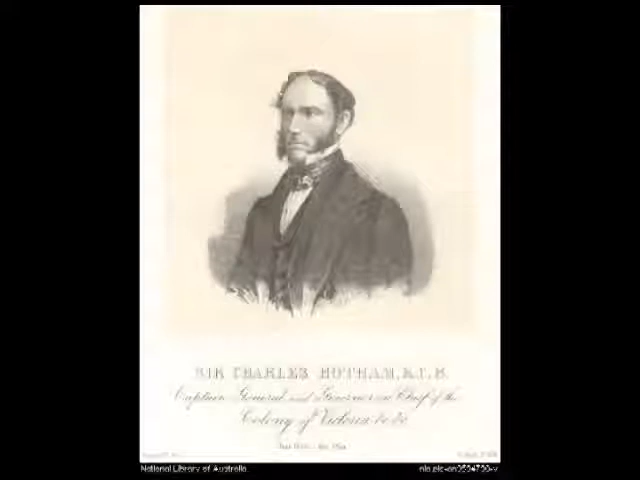 SIR CHARLES HOTHAM, K.C.B.
Captain General and Governor in Chief of the
Colony of Victoria &c &c
National Library of Australia